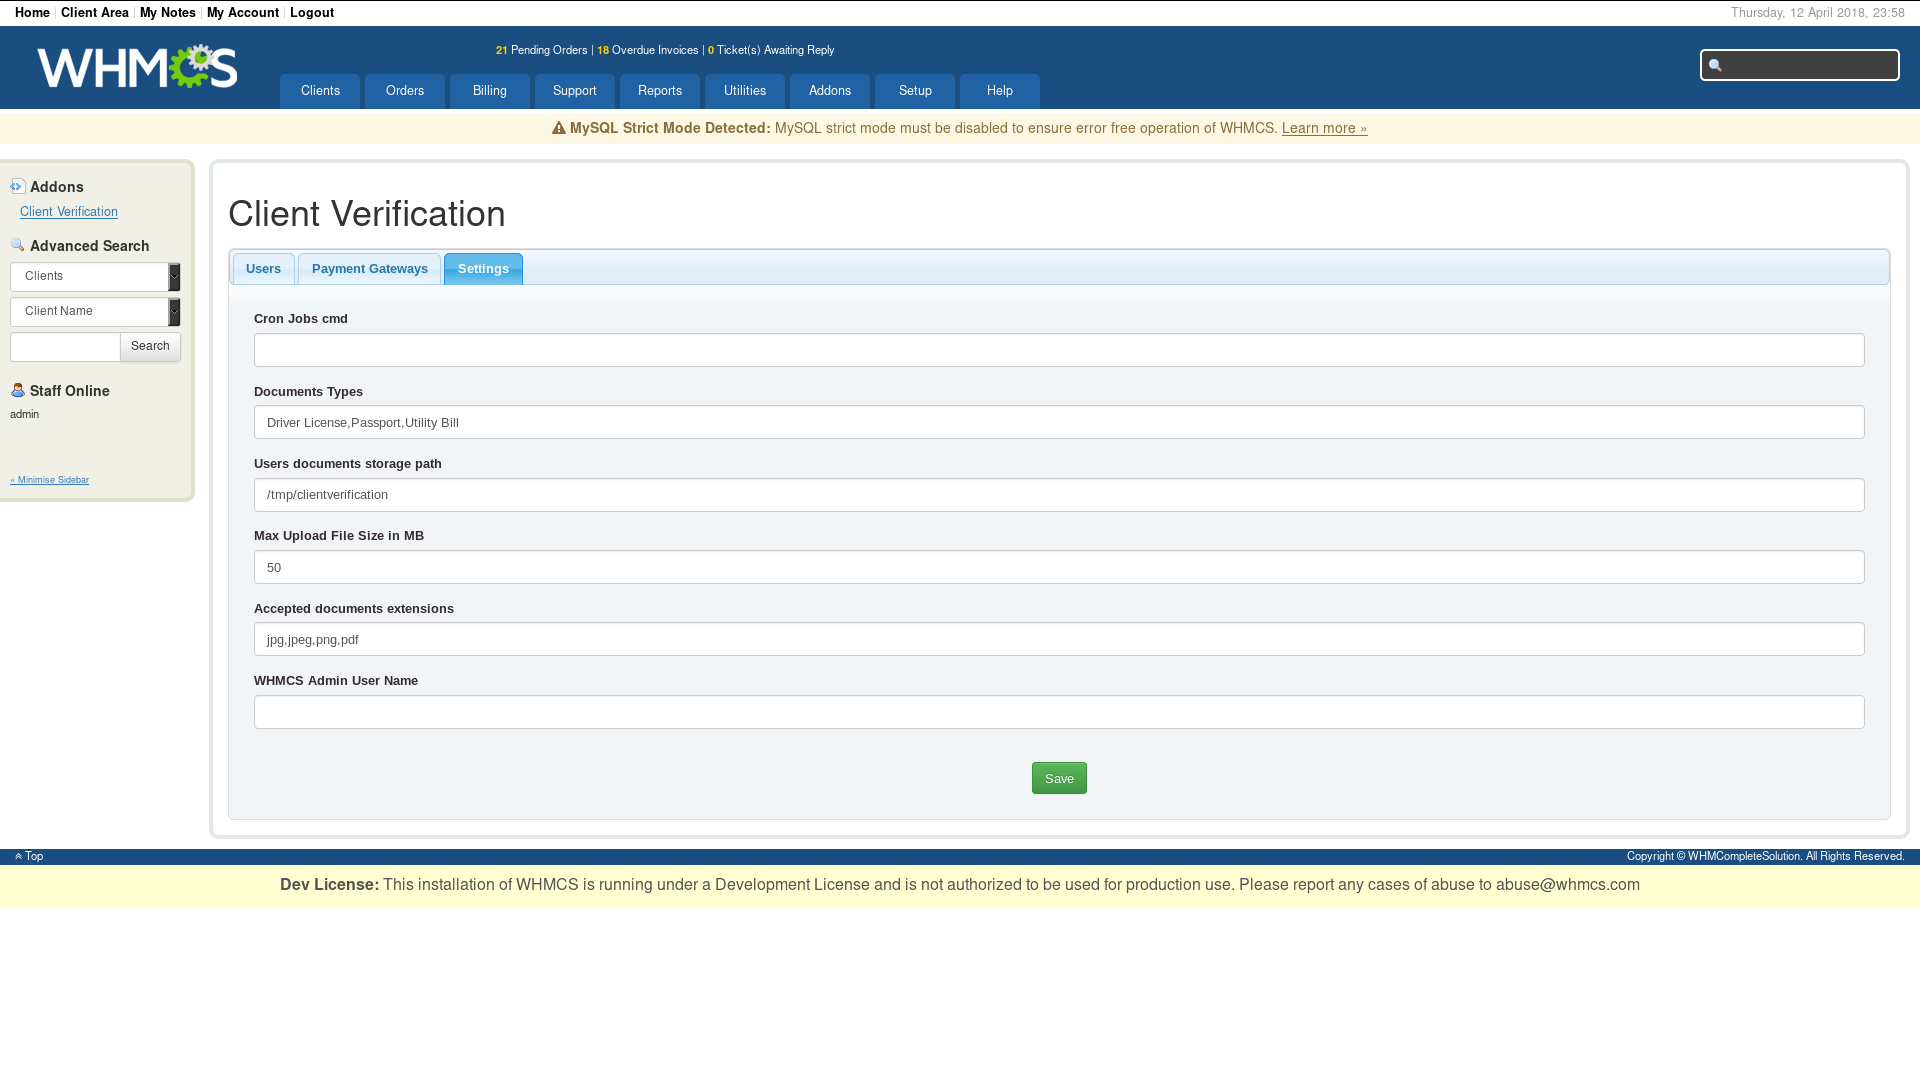 Home | Client Area | My Notes | My Account | Logout
Thursday, 12 April 2018, 23:58
WHMCS
21 Pending Orders | 18 Overdue Invoices | 0 Ticket(s) Awaiting Reply
Clients Orders Billing Support Reports Utilities Addons Setup Help
MySQL Strict Mode Detected: MySQL strict mode must be disabled to ensure error free operation of WHMCS. Learn more »
Addons
Client Verification
Advanced Search
Clients
Client Name
Search
Staff Online
admin
« Minimise Sidebar
Client Verification
Users Payment Gateways Settings
Cron Jobs cmd
Documents Types
Driver License,Passport,Utility Bill
Users documents storage path
/tmp/clientverification
Max Upload File Size in MB
50
Accepted documents extensions
jpg,jpeg,png,pdf
WHMCS Admin User Name
Save
Top
Copyright © WHMCompleteSolution. All Rights Reserved.
Dev License: This installation of WHMCS is running under a Development License and is not authorized to be used for production use. Please report any cases of abuse to abuse@whmcs.com